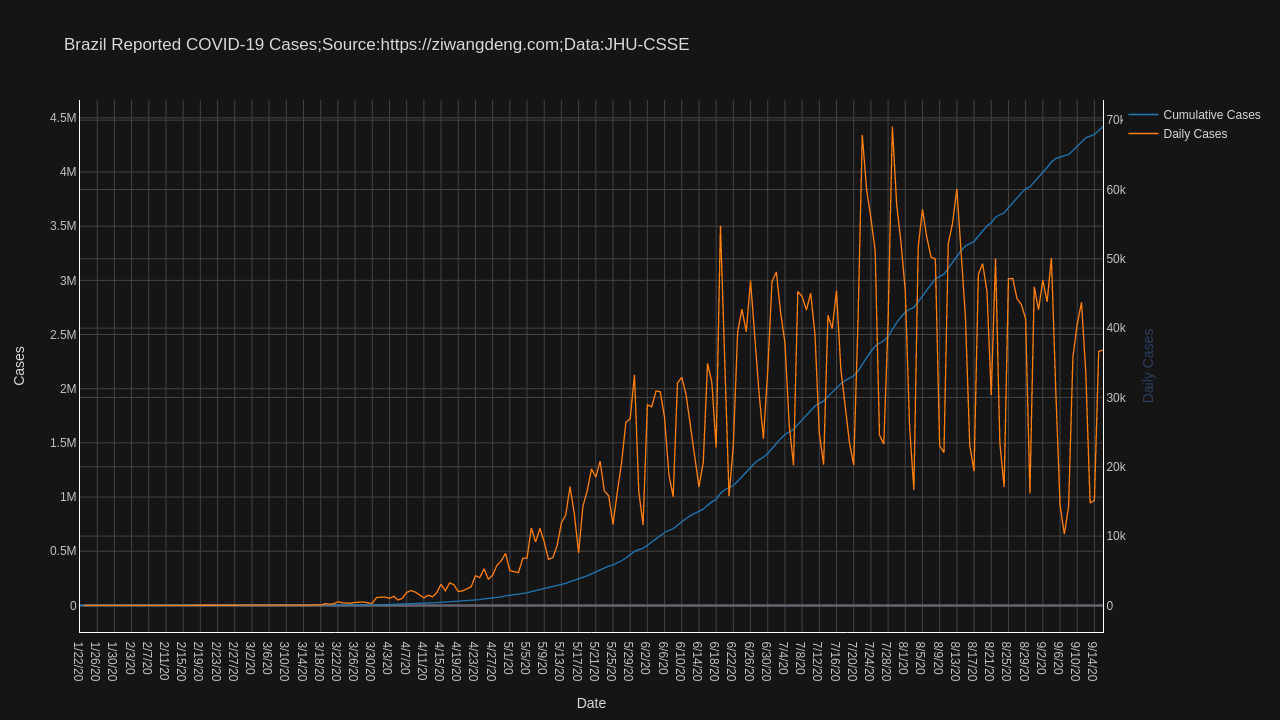 Brazil Reported COVID-19 Cases;Source:https://ziwangdeng.com;Data:JHU-CSSE
Cumulative Cases
Daily Cases
4.5M
4M
3.5M
3M
2.5M
2M
1.5M
1M
0.5M
0
70k
60k
50k
40k
30k
20k
10k
0
Cases
Daily Cases
1/22/20
1/26/20
1/30/20
2/3/20
2/7/20
2/11/20
2/15/20
2/19/20
2/23/20
2/27/20
3/2/20
3/6/20
3/10/20
3/14/20
3/18/20
3/22/20
3/26/20
3/30/20
4/3/20
4/7/20
4/11/20
4/15/20
4/19/20
4/23/20
4/27/20
5/1/20
5/5/20
5/9/20
5/13/20
5/17/20
5/21/20
5/25/20
5/29/20
6/2/20
6/6/20
6/10/20
6/14/20
6/18/20
6/22/20
6/26/20
6/30/20
7/4/20
7/8/20
7/12/20
7/16/20
7/20/20
7/24/20
7/28/20
8/1/20
8/5/20
8/9/20
8/13/20
8/17/20
8/21/20
8/25/20
8/29/20
9/2/20
9/6/20
9/10/20
9/14/20
Date